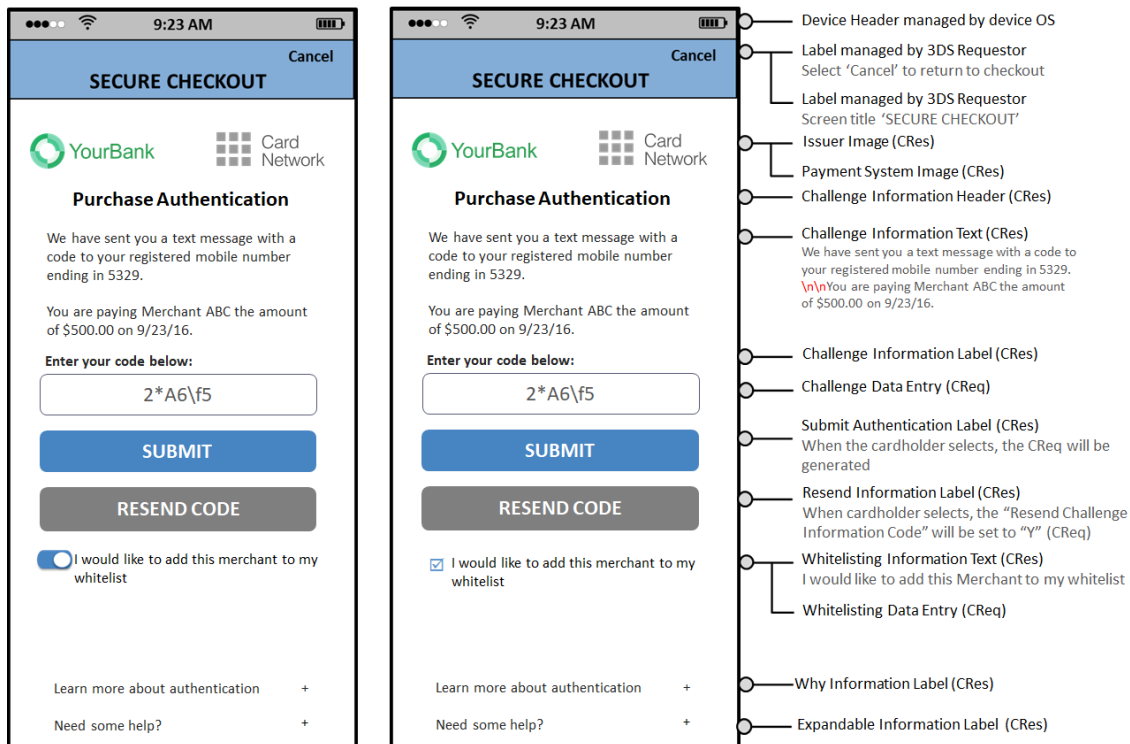 9:23 AM
Cancel
SECURE CHECKOUT
YourBank
Card
Network
Purchase Authentication
We have sent you a text message with a
code to your registered mobile number
ending in 5329.
You are paying Merchant ABC the amount
of $500.00 on 9/23/16.
Enter your code below:
2*A6\f5
SUBMIT
RESEND CODE
I would like to add this merchant to my
whitelist
Learn more about authentication +
Need some help? +
9:23 AM
Cancel
SECURE CHECKOUT
YourBank
Card
Network
Purchase Authentication
We have sent you a text message with a
code to your registered mobile number
ending in 5329.
You are paying Merchant ABC the amount
of $500.00 on 9/23/16.
Enter your code below:
2*A6\f5
SUBMIT
RESEND CODE
I would like to add this merchant to my
whitelist
Learn more about authentication +
Need some help? +
Device Header managed by device OS
Label managed by 3DS Requestor
Select ‘Cancel’ to return to checkout
Label managed by 3DS Requestor
Screen title ‘SECURE CHECKOUT’
Issuer Image (CRes)
Payment System Image (CRes)
Challenge Information Header (CRes)
Challenge Information Text (CRes)
We have sent you a text message with a code to
your registered mobile number ending in 5329.
\n\nYou are paying Merchant ABC the amount
of $500.00 on 9/23/16.
Challenge Information Label (CRes)
Challenge Data Entry (CReq)
Submit Authentication Label (CRes)
When the cardholder selects, the CReq will be
generated
Resend Information Label (CRes)
When cardholder selects, the “Resend Challenge
Information Code” will be set to “Y” (CReq)
Whitelisting Information Text (CRes)
I would like to add this Merchant to my whitelist
Whitelisting Data Entry (CReq)
Why Information Label (CRes)
Expandable Information Label (CRes)